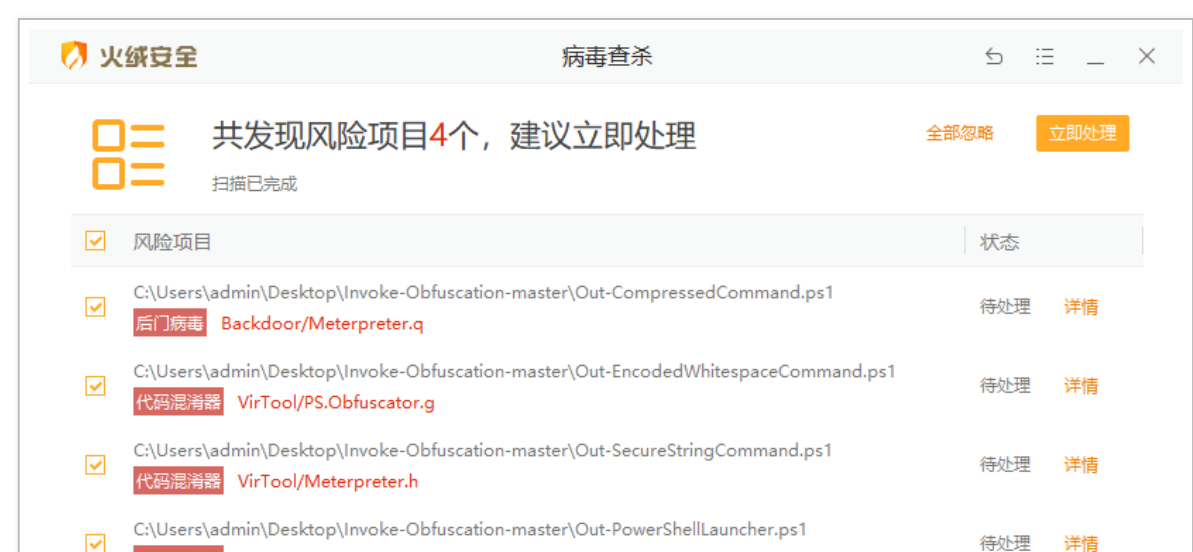 火绒安全
病毒查杀
共发现风险项目4个，建议立即处理
全部忽略
立即处理
扫描已完成
风险项目
状态
C:\Users\admin\Desktop\Invoke-Obfuscation-master\Out-CompressedCommand.ps1
后门病毒 Backdoor/Meterpreter.q
待处理 详情
C:\Users\admin\Desktop\Invoke-Obfuscation-master\Out-EncodedWhitespaceCommand.ps1
代码混淆器 VirTool/PS.Obfuscator.g
待处理 详情
C:\Users\admin\Desktop\Invoke-Obfuscation-master\Out-SecureStringCommand.ps1
代码混淆器 VirTool/Meterpreter.h
待处理 详情
C:\Users\admin\Desktop\Invoke-Obfuscation-master\Out-PowerShellLauncher.ps1
待处理 详情